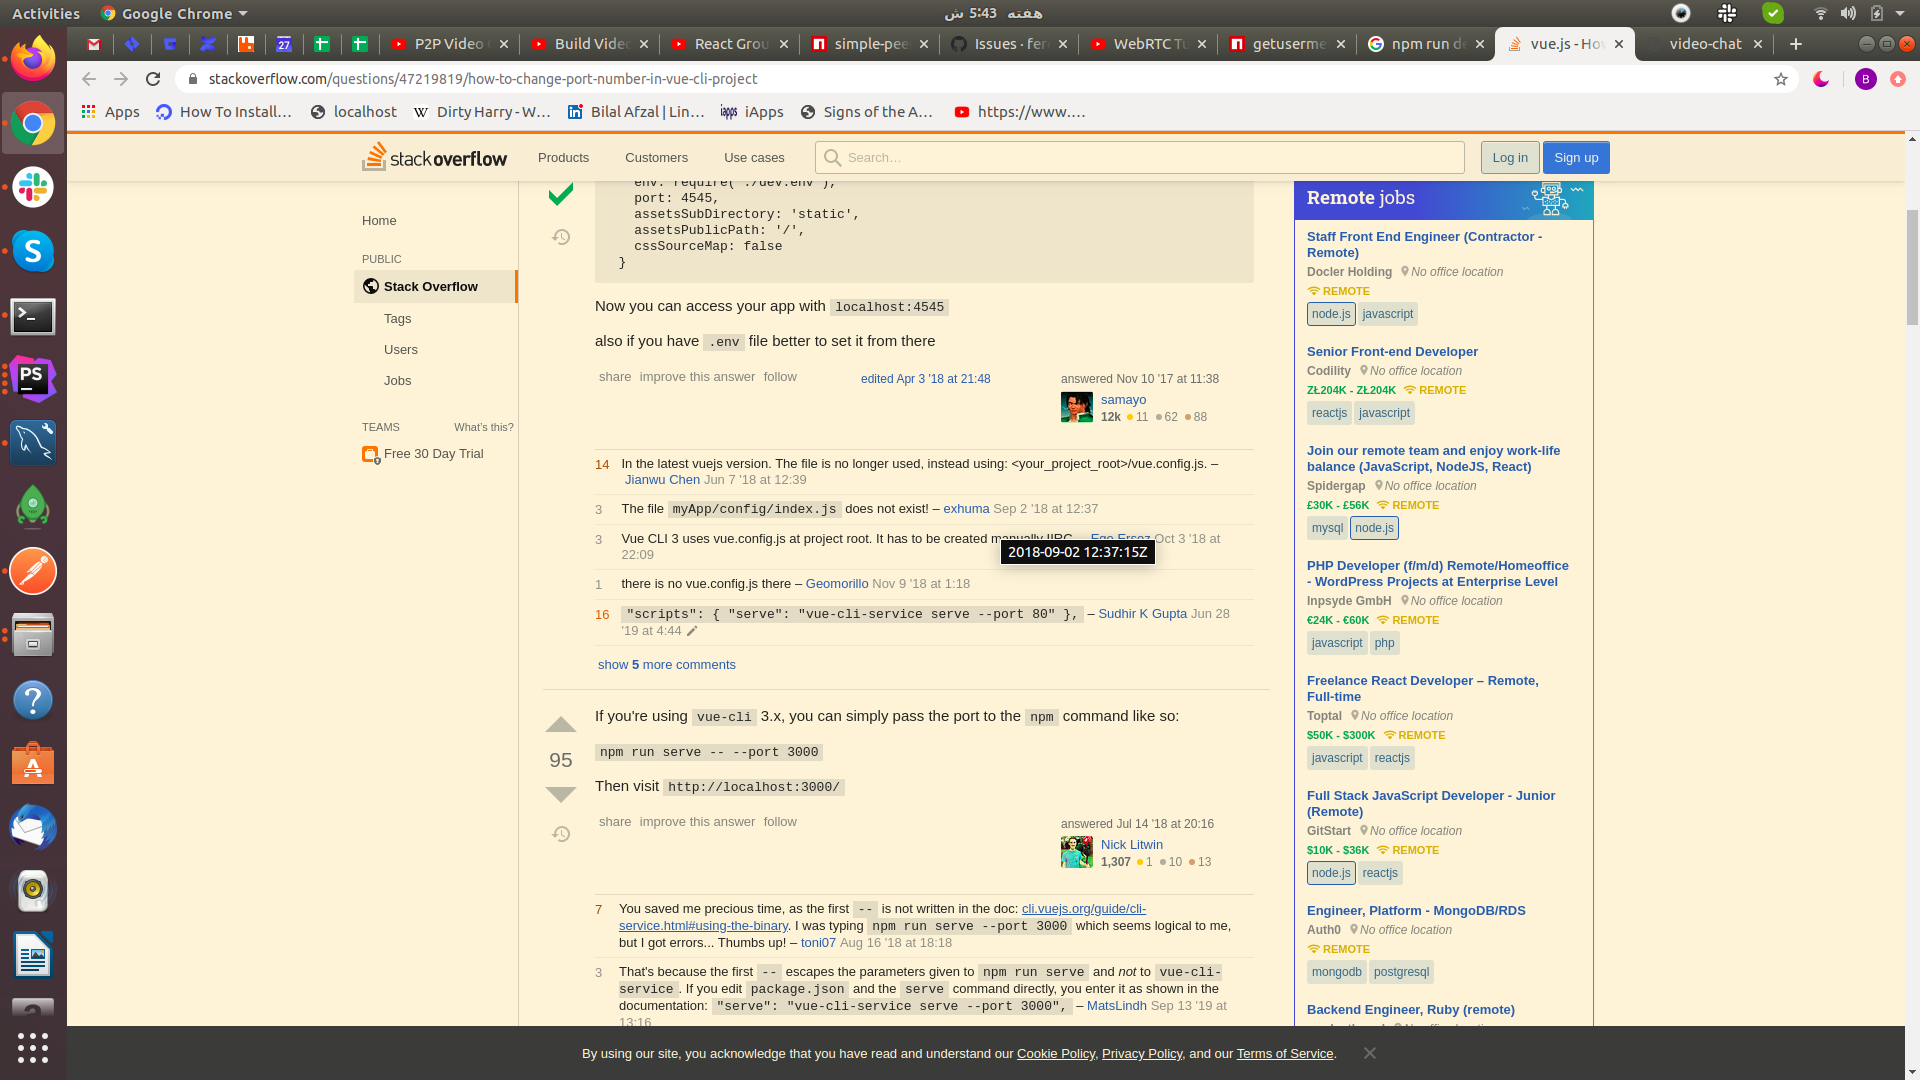 Activities
Google Chrome
هفته 5:43 ش
27
P2P Video
Build Video
React Grou
simple-pee
Issues · fer
WebRTC Tu
getuserme
npm run de
vue.js - Ho
video-chat
stackoverflow.com/questions/47219819/how-to-change-port-number-in-vue-cli-project
B
Apps
How To Install…
localhost
Dirty Harry - W…
Bilal Afzal | Lin…
iApps
Signs of the A…
https://www.…
stackoverflow
Products
Customers
Use cases
Search…
Log in
Sign up
Home
PUBLIC
Stack Overflow
Tags
Users
Jobs
TEAMS
What's this?
Free 30 Day Trial
env: require('./dev.env'),
port: 4545,
assetsSubDirectory: 'static',
assetsPublicPath: '/',
cssSourceMap: false
}
Now you can access your app with localhost:4545
also if you have .env file better to set it from there
share improve this answer follow
edited Apr 3 '18 at 21:48
answered Nov 10 '17 at 11:38
samayo
12k 11 62 88
14 In the latest vuejs version. The file is no longer used, instead using: <your_project_root>/vue.config.js. –
Jianwu Chen Jun 7 '18 at 12:39
3 The file myApp/config/index.js does not exist! – exhuma Sep 2 '18 at 12:37
3 Vue CLI 3 uses vue.config.js at project root. It has to be created manually IIRC. – Ege Ersoz Oct 3 '18 at
22:09
2018-09-02 12:37:15Z
1 there is no vue.config.js there – Geomorillo Nov 9 '18 at 1:18
16 "scripts": { "serve": "vue-cli-service serve --port 80" }, – Sudhir K Gupta Jun 28
'19 at 4:44
show 5 more comments
If you're using vue-cli 3.x, you can simply pass the port to the npm command like so:
95
npm run serve -- --port 3000
Then visit http://localhost:3000/
share improve this answer follow
answered Jul 14 '18 at 20:16
Nick Litwin
1,307 1 10 13
7 You saved me precious time, as the first -- is not written in the doc: cli.vuejs.org/guide/cli-
service.html#using-the-binary. I was typing npm run serve --port 3000 which seems logical to me,
but I got errors... Thumbs up! – toni07 Aug 16 '18 at 18:18
3 That's because the first -- escapes the parameters given to npm run serve and not to vue-cli-
service. If you edit package.json and the serve command directly, you enter it as shown in the
documentation: "serve": "vue-cli-service serve --port 3000", – MatsLindh Sep 13 '19 at
13:16
Remote jobs
Staff Front End Engineer (Contractor -
Remote)
Docler Holding No office location
REMOTE
node.js javascript
Senior Front-end Developer
Codility No office location
ZŁ204K - ZŁ204K REMOTE
reactjs javascript
Join our remote team and enjoy work-life
balance (JavaScript, NodeJS, React)
Spidergap No office location
£30K - £56K REMOTE
mysql node.js
PHP Developer (f/m/d) Remote/Homeoffice
- WordPress Projects at Enterprise Level
Inpsyde GmbH No office location
€24K - €60K REMOTE
javascript php
Freelance React Developer – Remote,
Full-time
Toptal No office location
$50K - $300K REMOTE
javascript reactjs
Full Stack JavaScript Developer - Junior
(Remote)
GitStart No office location
$10K - $36K REMOTE
node.js reactjs
Engineer, Platform - MongoDB/RDS
Auth0 No office location
REMOTE
mongodb postgresql
Backend Engineer, Ruby (remote)
By using our site, you acknowledge that you have read and understand our Cookie Policy, Privacy Policy, and our Terms of Service.